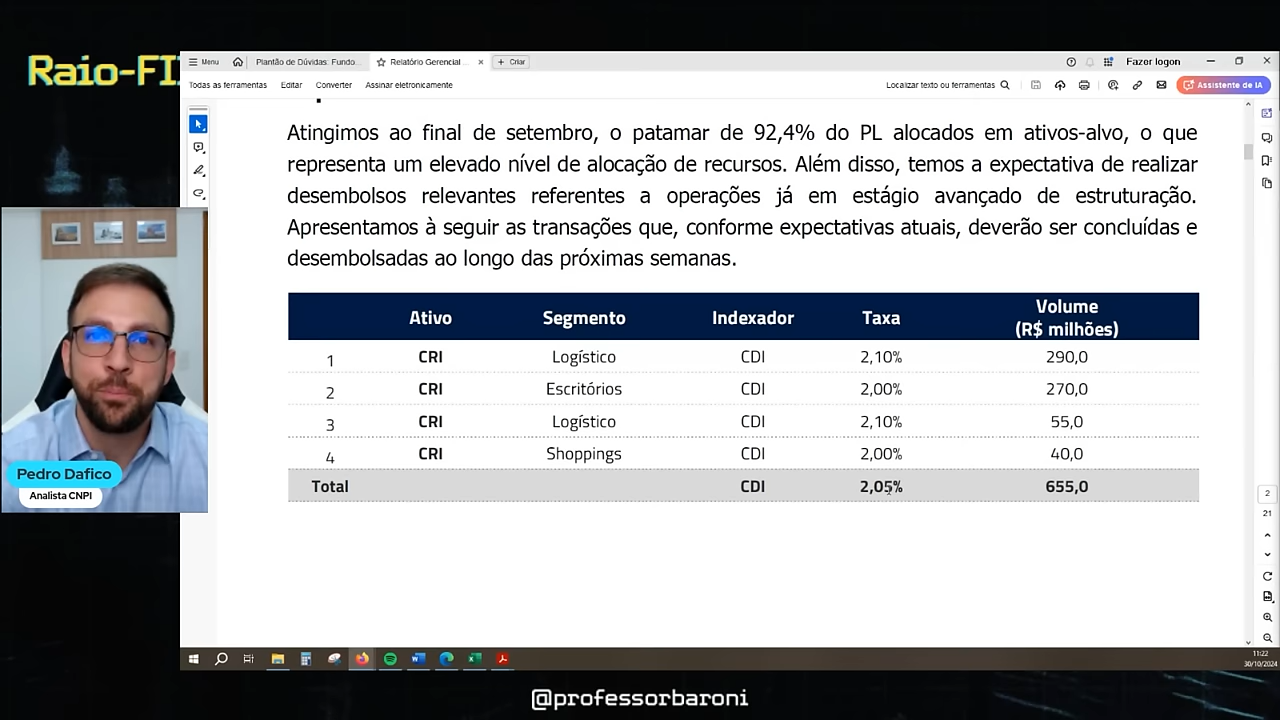 Raio-FI
Menu
Plantão de Dúvidas: Fundo...
Relatório Gerencial ...
Criar
Fazer logon
Todas as ferramentas
Editar
Converter
Assinar eletronicamente
Localizar texto ou ferramentas
Assistente de IA
Atingimos ao final de setembro, o patamar de 92,4% do PL alocados em ativos-alvo, o que
representa um elevado nível de alocação de recursos. Além disso, temos a expectativa de realizar
desembolsos relevantes referentes a operações já em estágio avançado de estruturação.
Apresentamos à seguir as transações que, conforme expectativas atuais, deverão ser concluídas e
desembolsadas ao longo das próximas semanas.
Ativo Segmento Indexador Taxa Volume
(R$ milhões)
1 CRI Logístico CDI 2,10% 290,0
2 CRI Escritórios CDI 2,00% 270,0
3 CRI Logístico CDI 2,10% 55,0
4 CRI Shoppings CDI 2,00% 40,0
Total CDI 2,05% 655,0
Pedro Dafico
Analista CNPI
2
21
11:22
30/10/2024
@professorbaroni